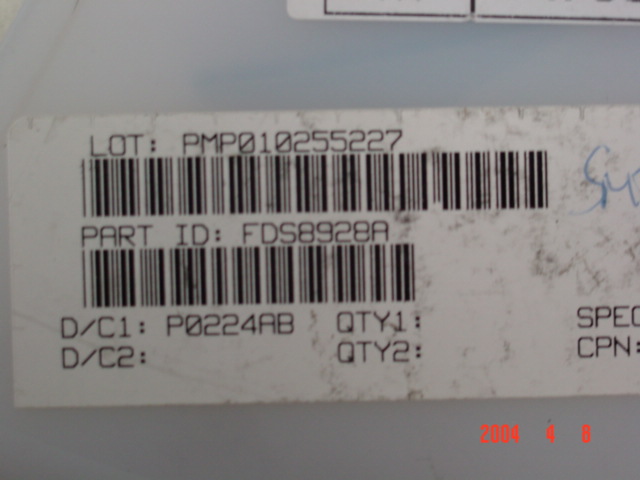 LOT: PMP010255227
PART ID: FDS8928A
D/C1: P0224AB QTY1: SPEC
D/C2: QTY2: CPN:
2004 4 8